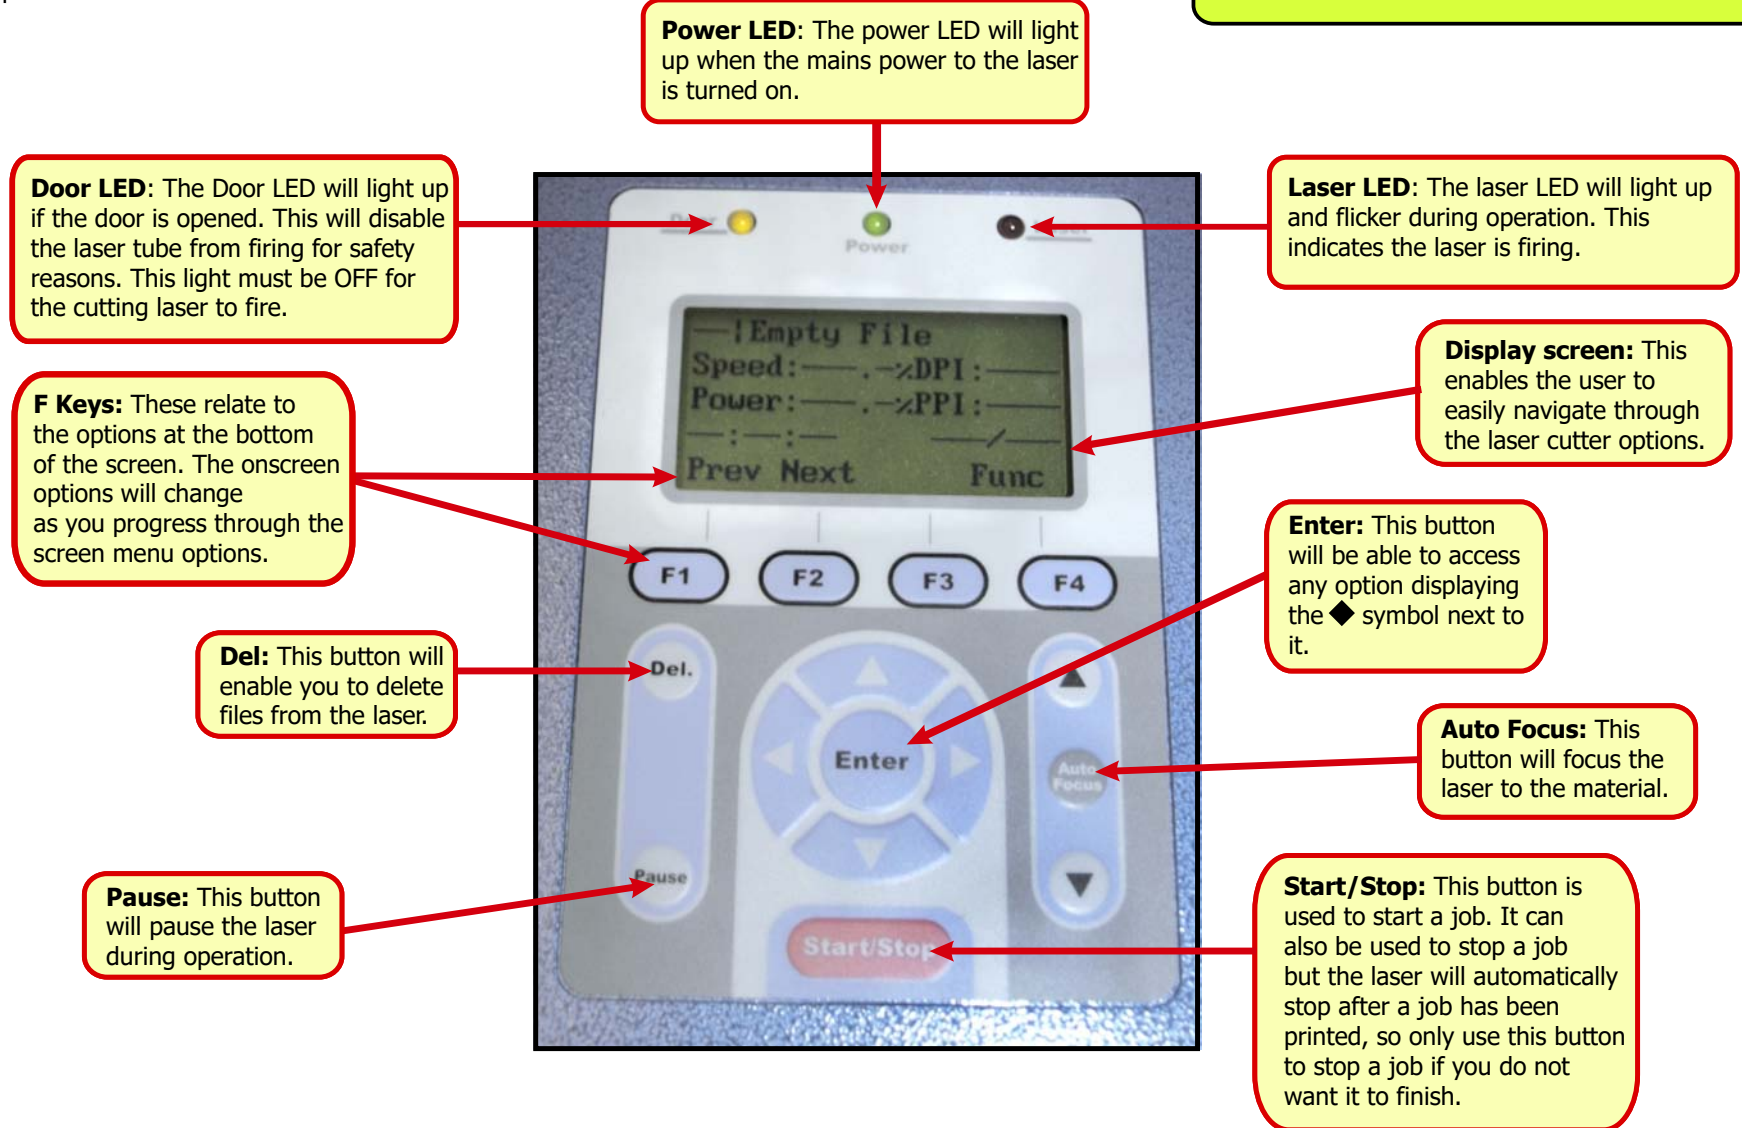 Power LED: The power LED will light
up when the mains power to the laser
is turned on.
Door LED: The Door LED will light up
if the door is opened. This will disable
the laser tube from firing for safety
reasons. This light must be OFF for
the cutting laser to fire.
Laser LED: The laser LED will light up
and flicker during operation. This
indicates the laser is firing.
Power
Display screen: This
enables the user to
easily navigate through
the laser cutter options.
F Keys: These relate to
the options at the bottom
of the screen. The onscreen
options will change
as you progress through the
screen menu options.
—¦Empty File
Speed:——.–%DPI:——
Power:——.–%PPI:——
—:—:— ——/——
Prev Next Func
F1 F2 F3 F4
Enter: This button
will be able to access
any option displaying
the ◆ symbol next to
it.
Del: This button will
enable you to delete
files from the laser.
Del.
▲
Enter
Auto
Focus
▼
Pause
Start/Stop
Auto Focus: This
button will focus the
laser to the material.
Pause: This button
will pause the laser
during operation.
Start/Stop: This button is
used to start a job. It can
also be used to stop a job
but the laser will automatically
stop after a job has been
printed, so only use this button
to stop a job if you do not
want it to finish.